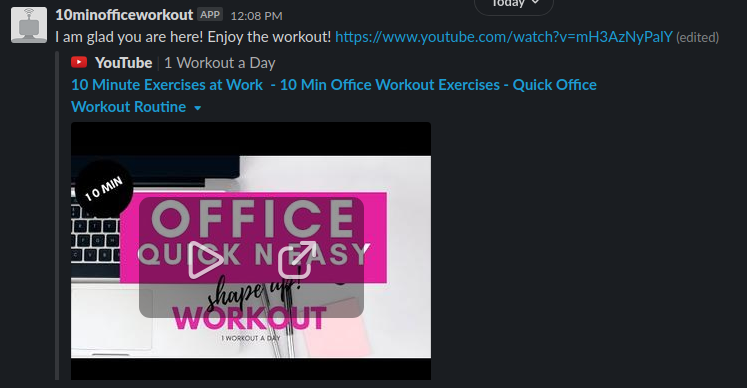 Today
10minofficeworkout APP 12:08 PM
I am glad you are here! Enjoy the workout! https://www.youtube.com/watch?v=mH3AzNyPalY (edited)
YouTube | 1 Workout a Day
10 Minute Exercises at Work - 10 Min Office Workout Exercises - Quick Office
Workout Routine
10 MIN
OFFICE
QUICK N EASY
shape up!
WORKOUT
1 WORKOUT A DAY